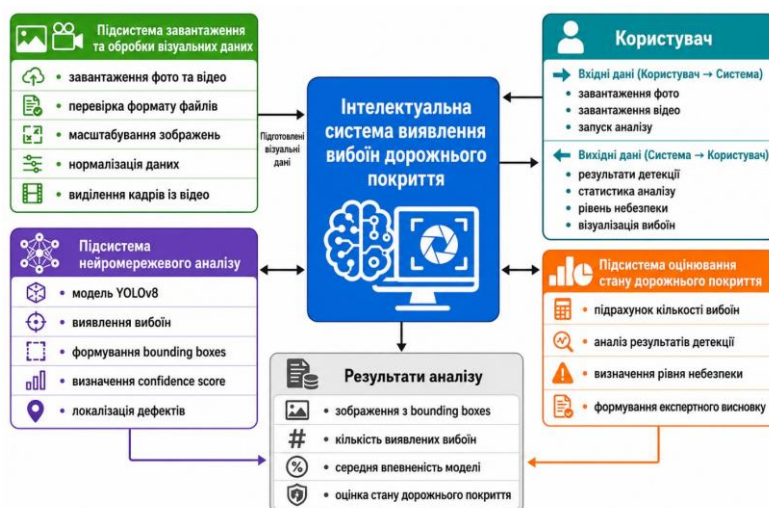 Підсистема завантаження
та обробки візуальних даних
• завантаження фото та відео
• перевірка формату файлів
• масштабування зображень
• нормалізація даних
• виділення кадрів із відео
Підготовлені
візуальні
дані
Інтелектуальна
система виявлення
вибоїн дорожнього
покриття
Користувач
Вхідні дані (Користувач → Система)
• завантаження фото
• завантаження відео
• запуск аналізу
Вихідні дані (Система → Користувач)
• результати детекції
• статистика аналізу
• рівень небезпеки
• візуалізація вибоїн
Підсистема
нейромережевого аналізу
• модель YOLOv8
• виявлення вибоїн
• формування bounding boxes
• визначення confidence score
• локалізація дефектів
Підсистема оцінювання
стану дорожнього покриття
• підрахунок кількості вибоїн
• аналіз результатів детекції
• визначення рівня небезпеки
• формування експертного висновку
Результати аналізу
• зображення з bounding boxes
# • кількість виявлених вибоїн
% • середня впевненість моделі
• оцінка стану дорожнього покриття